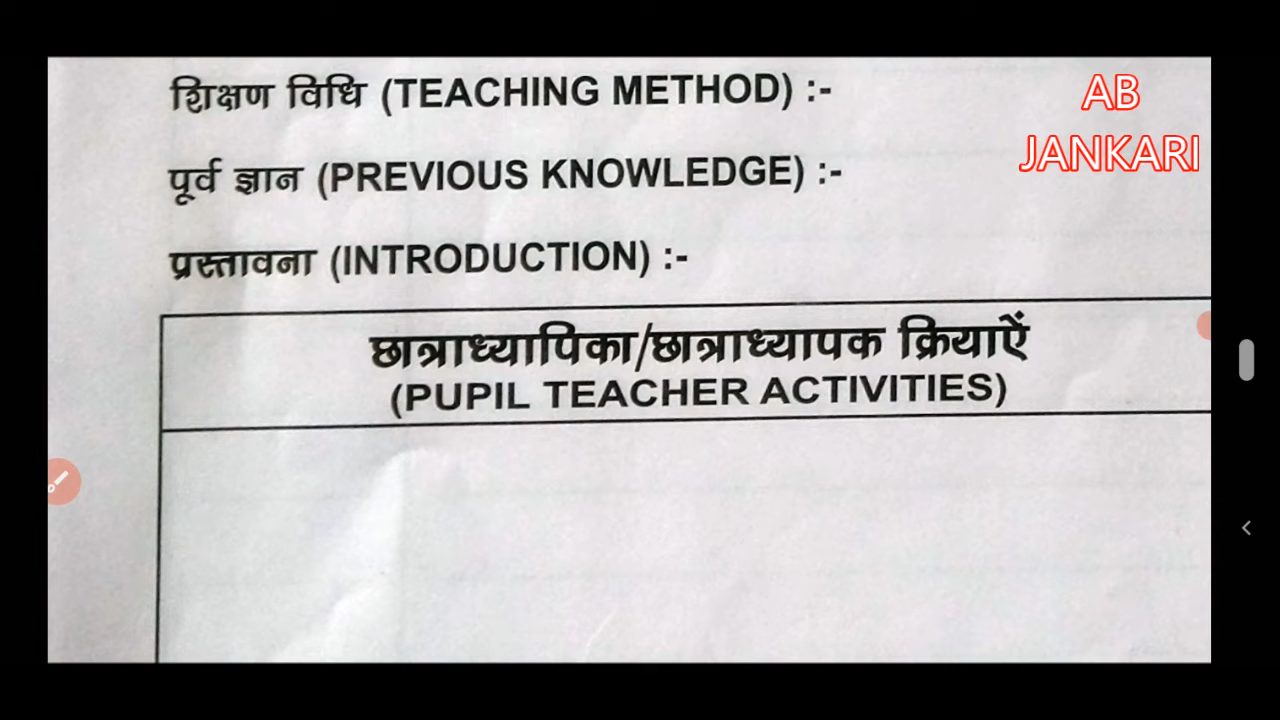 शिक्षण विधि (TEACHING METHOD) :-
AB
JANKARI
पूर्व ज्ञान (PREVIOUS KNOWLEDGE) :-
प्रस्तावना (INTRODUCTION) :-
छात्राध्यापिका/छात्राध्यापक क्रियाऐं
(PUPIL TEACHER ACTIVITIES)